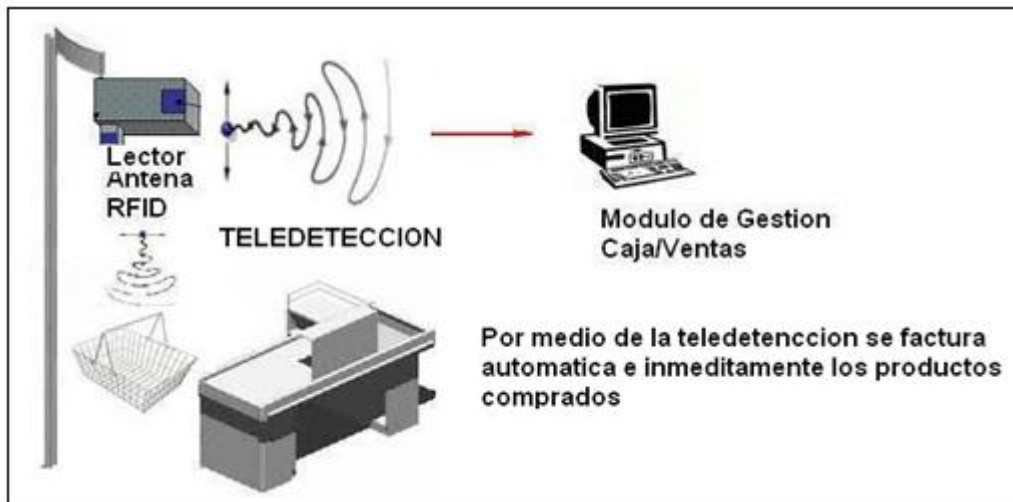 Lector
Antena
RFID
TELEDETECCION
Modulo de Gestion
Caja/Ventas
Por medio de la teledetenccion se factura
automatica e inmeditamente los productos
comprados